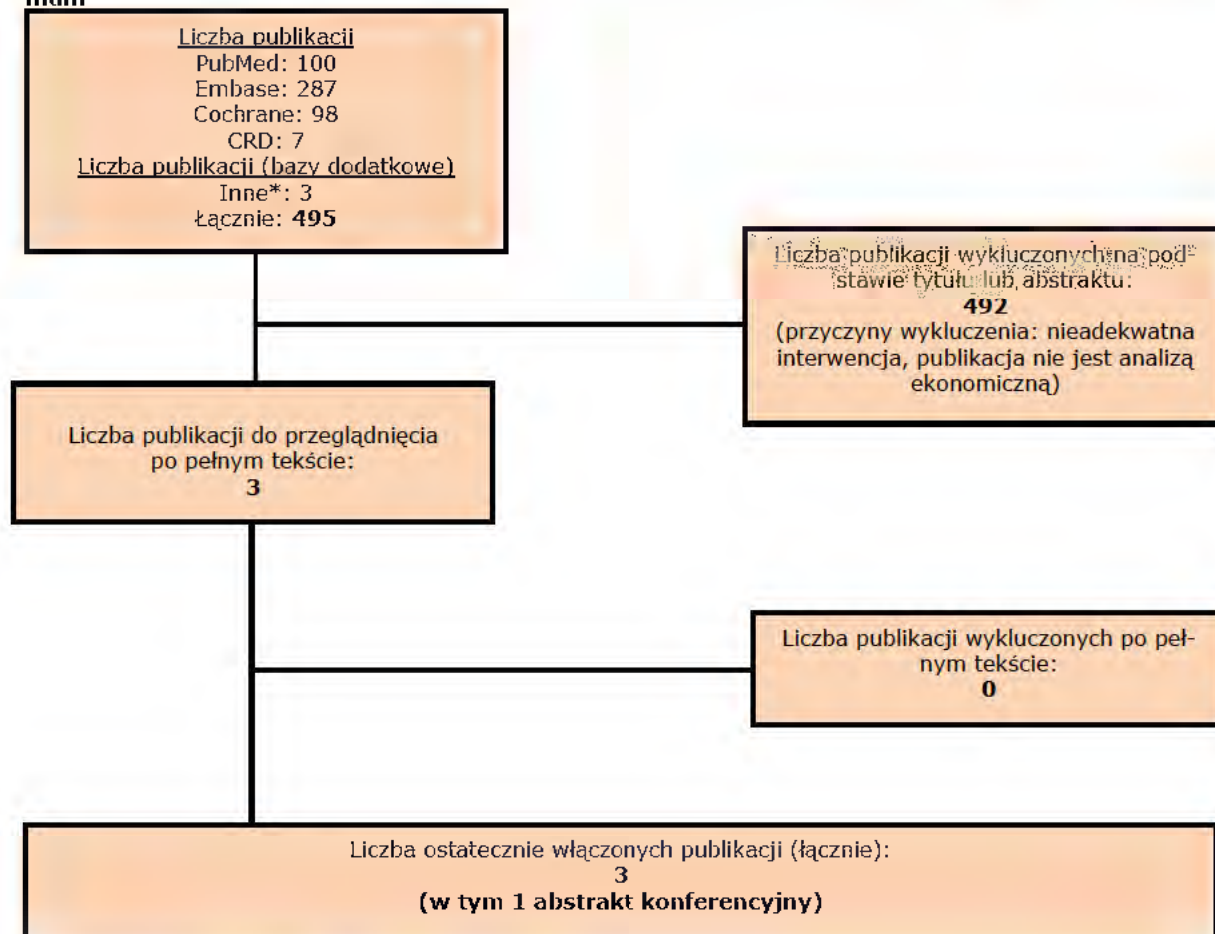 Liczba publikacji
PubMed: 100
Embase: 287
Cochrane: 98
CRD: 7
Liczba publikacji (bazy dodatkowe)
Inne*: 3
Łącznie: 495
Liczba publikacji wykluczonych na pod-
stawie tytułu lub abstraktu:
492
(przyczyny wykluczenia: nieadekwatna
interwencja, publikacja nie jest analizą
ekonomiczną)
Liczba publikacji do przeglądnięcia
po pełnym tekście:
3
Liczba publikacji wykluczonych po peł-
nym tekście:
0
Liczba ostatecznie włączonych publikacji (łącznie):
3
(w tym 1 abstrakt konferencyjny)